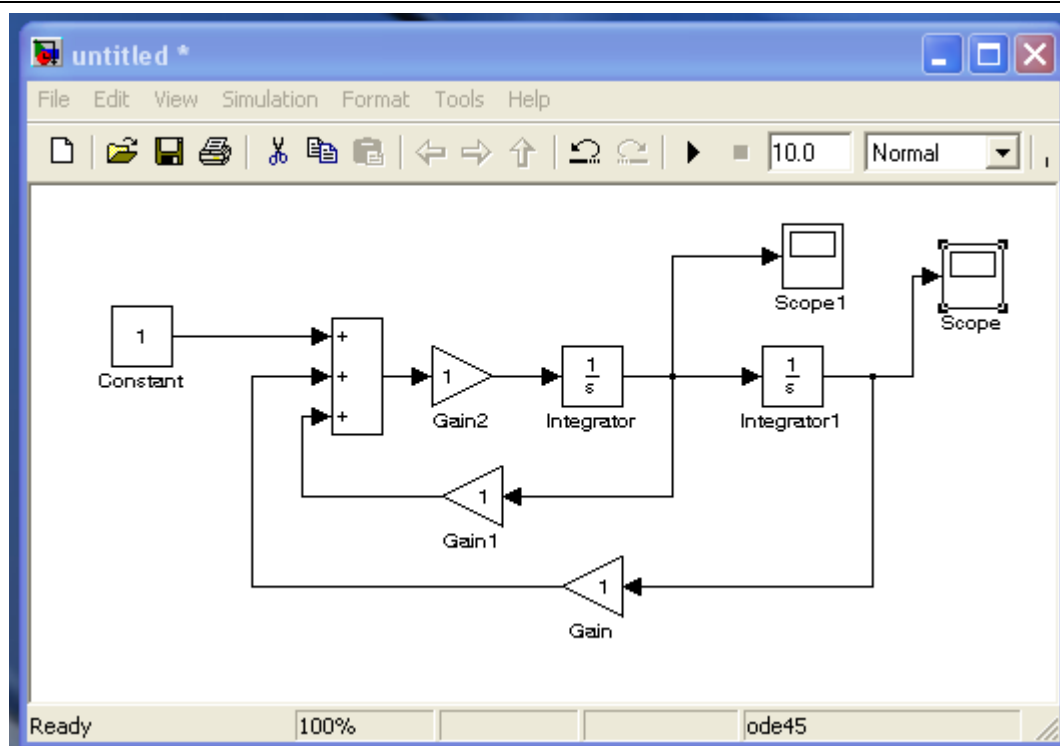 untitled *
File Edit View Simulation Format Tools Help
10.0 Normal
Scope1
Scope
1
Constant
+
+
+
1
Gain2
1
s
Integrator
1
s
Integrator1
1
Gain1
1
Gain
Ready 100% ode45